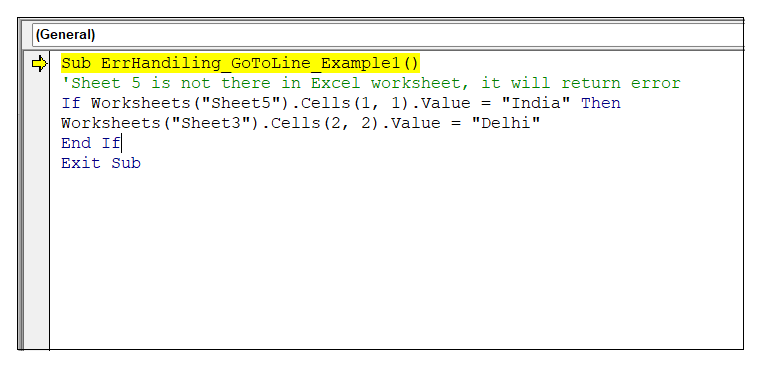 (General)
Sub ErrHandiling_GoToLine_Example1()
'Sheet 5 is not there in Excel worksheet, it will return error
If Worksheets("Sheet5").Cells(1, 1).Value = "India" Then
Worksheets("Sheet3").Cells(2, 2).Value = "Delhi"
End If
Exit Sub